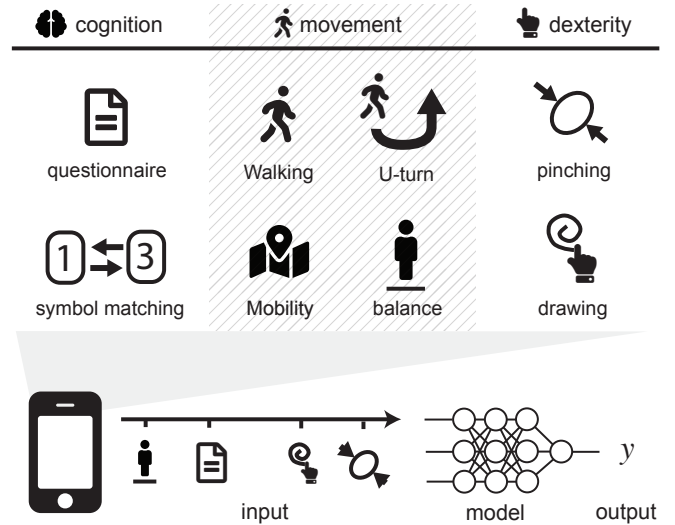 cognition movement dexterity
questionnaire Walking U-turn pinching
1 3
symbol matching Mobility balance drawing
y
input model output